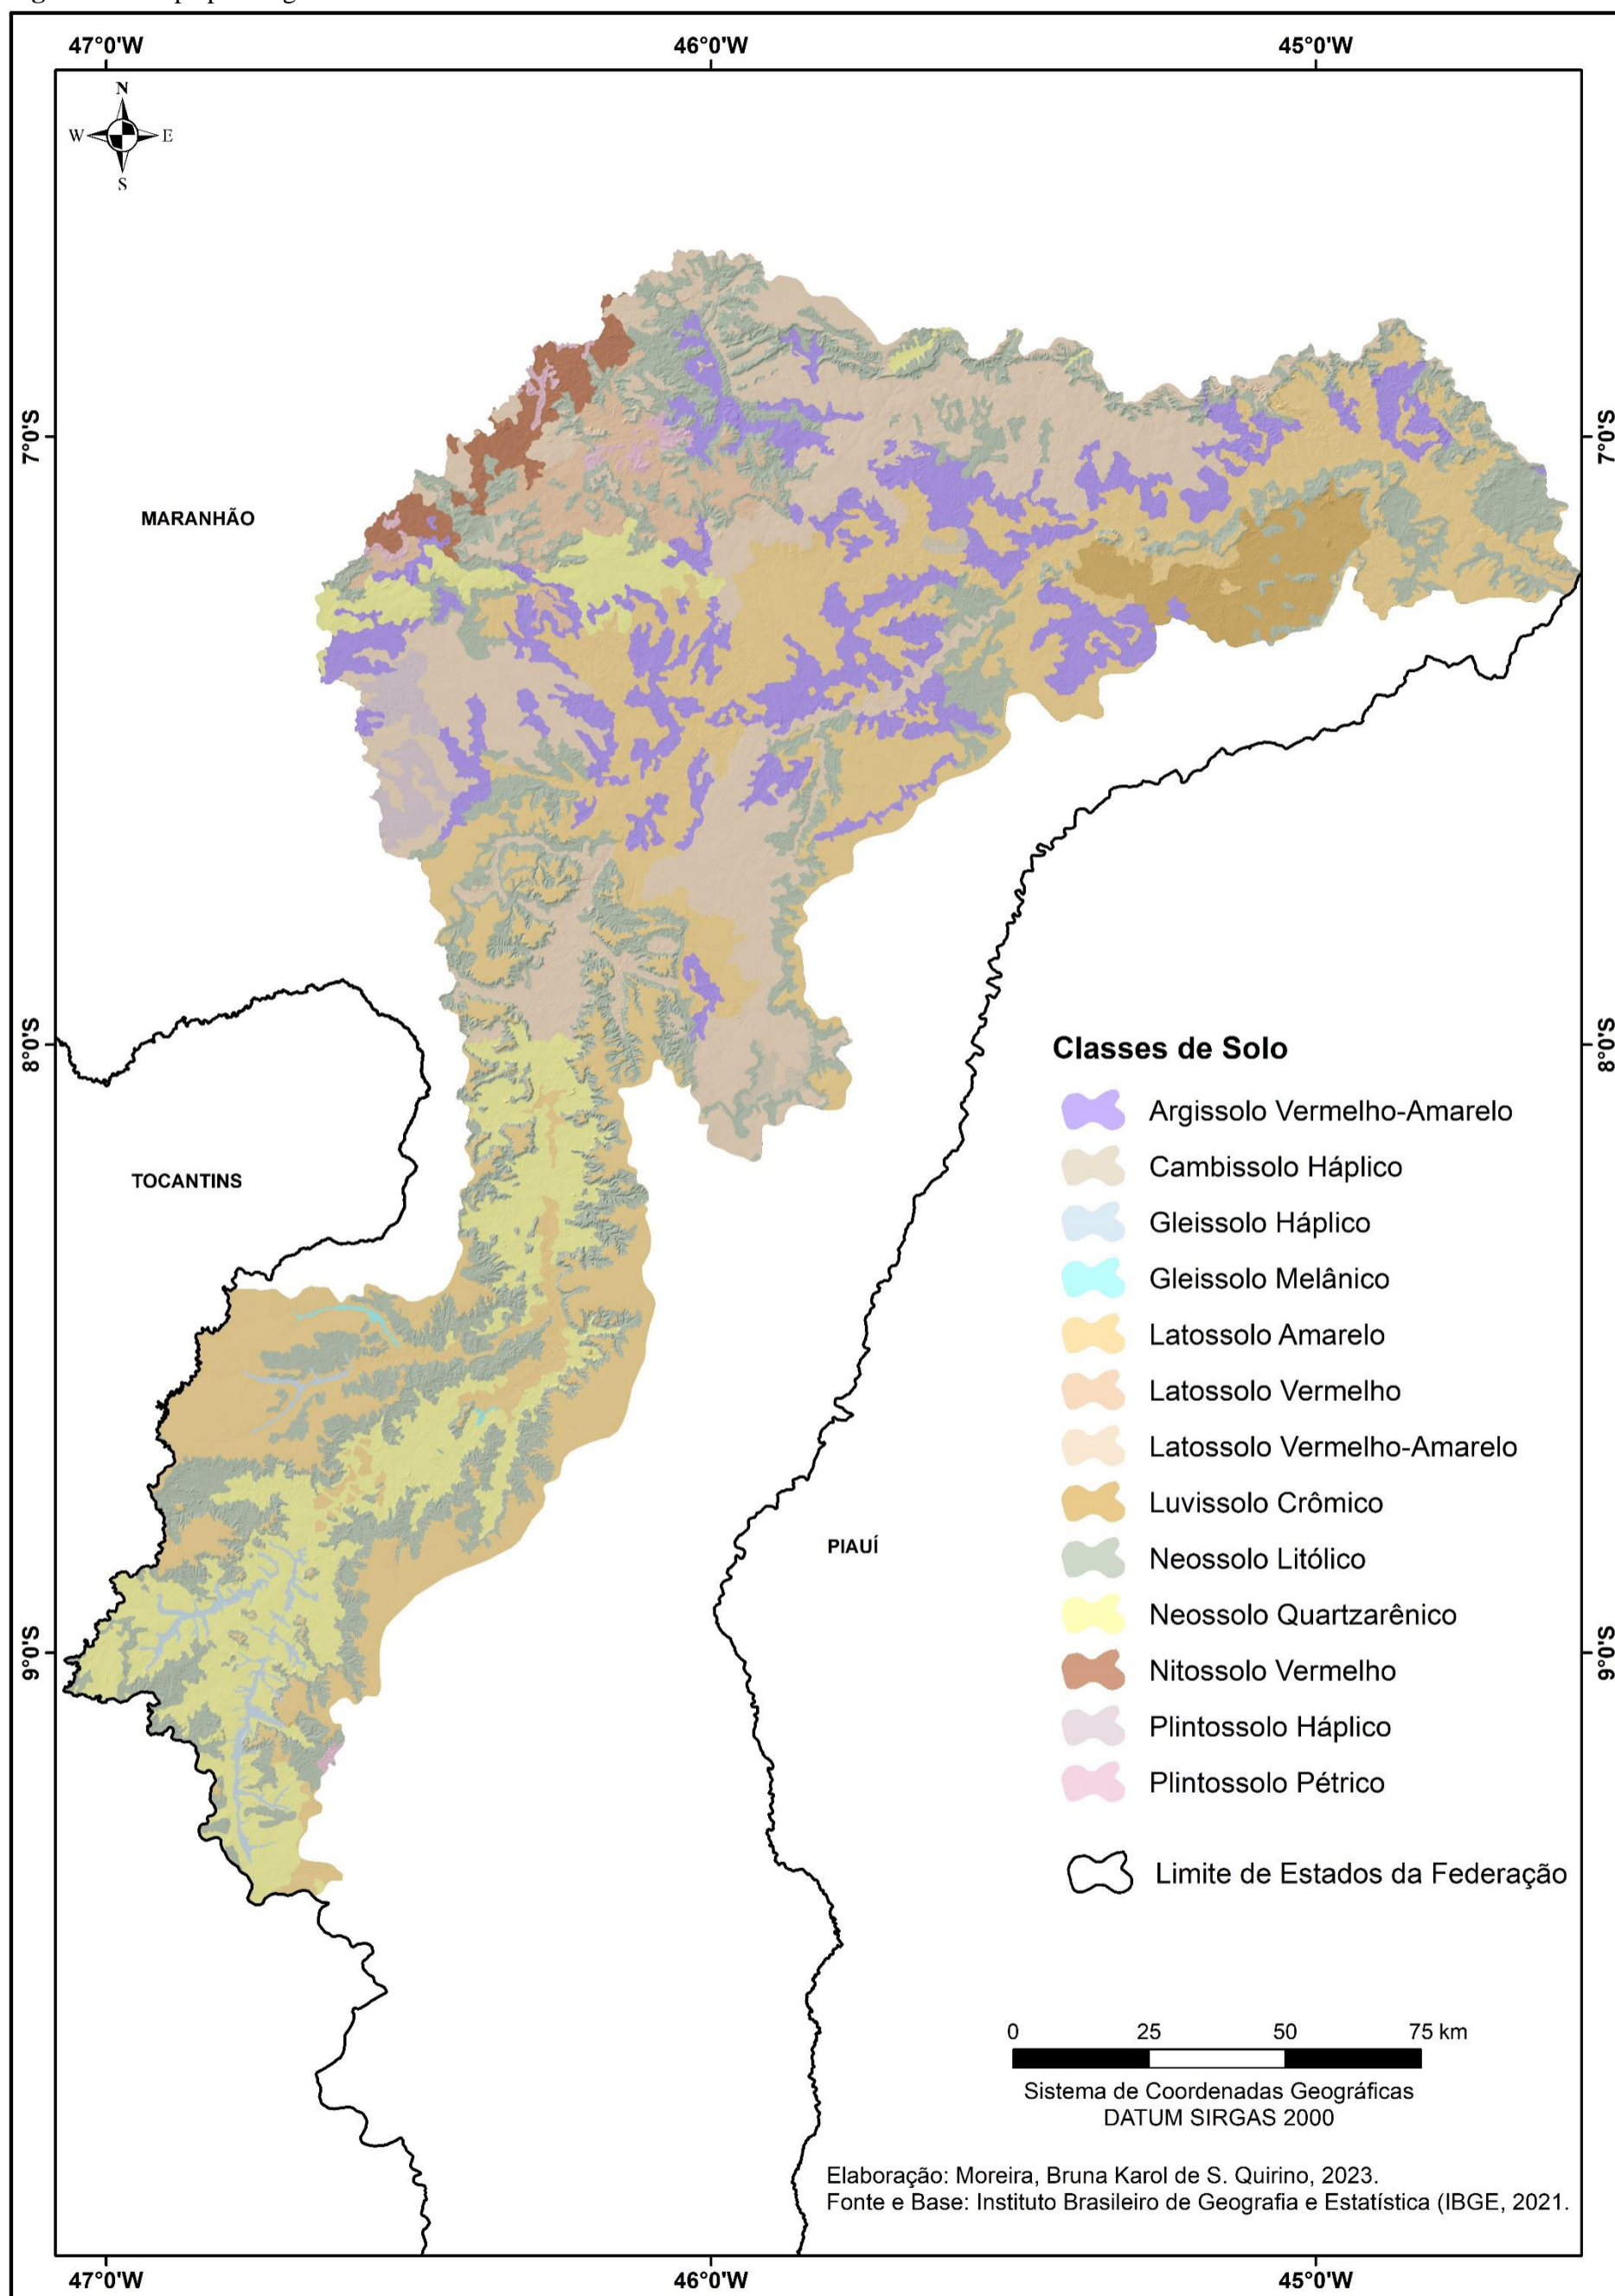 47°0'W 46°0'W 45°0'W
N
W E
S
7°0'S 7°0'S
MARANHÃO
8°0'S 8°0'S
Classes de Solo
Argissolo Vermelho-Amarelo
Cambissolo Háplico
TOCANTINS
Gleissolo Háplico
Gleissolo Melânico
Latossolo Amarelo
Latossolo Vermelho
Latossolo Vermelho-Amarelo
Luvissolo Crômico
PIAUÍ
Neossolo Litólico
Neossolo Quartzarênico
9°0'S 9°0'S
Nitossolo Vermelho
Plintossolo Háplico
Plintossolo Pétrico
Limite de Estados da Federação
0 25 50 75 km
Sistema de Coordenadas Geográficas
DATUM SIRGAS 2000
Elaboração: Moreira, Bruna Karol de S. Quirino, 2023.
Fonte e Base: Instituto Brasileiro de Geografia e Estatística (IBGE, 2021.
47°0'W 46°0'W 45°0'W